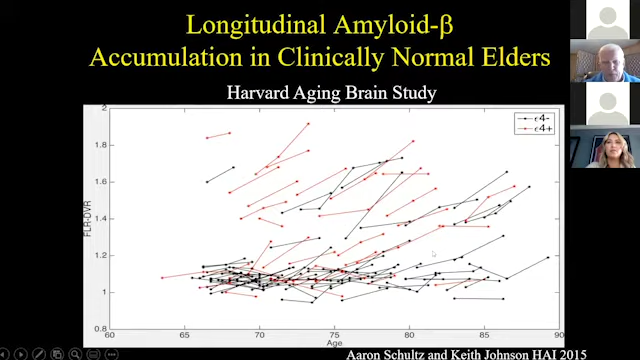 Longitudinal Amyloid-β
Accumulation in Clinically Normal Elders
Harvard Aging Brain Study
ε4-
ε4+
FLR-DVR
2
1.8
1.6
1.4
1.2
1
0.8
60 65 70 75 80 85 90
Age
Aaron Schultz and Keith Johnson HAI 2015